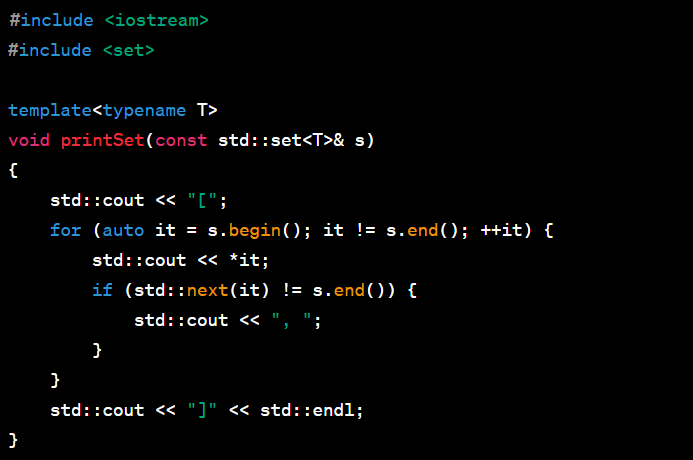 #include <iostream>
#include <set>

template<typename T>
void printSet(const std::set<T>& s)
{
    std::cout << "[";
    for (auto it = s.begin(); it != s.end(); ++it) {
        std::cout << *it;
        if (std::next(it) != s.end()) {
            std::cout << ", ";
        }
    }
    std::cout << "]" << std::endl;
}